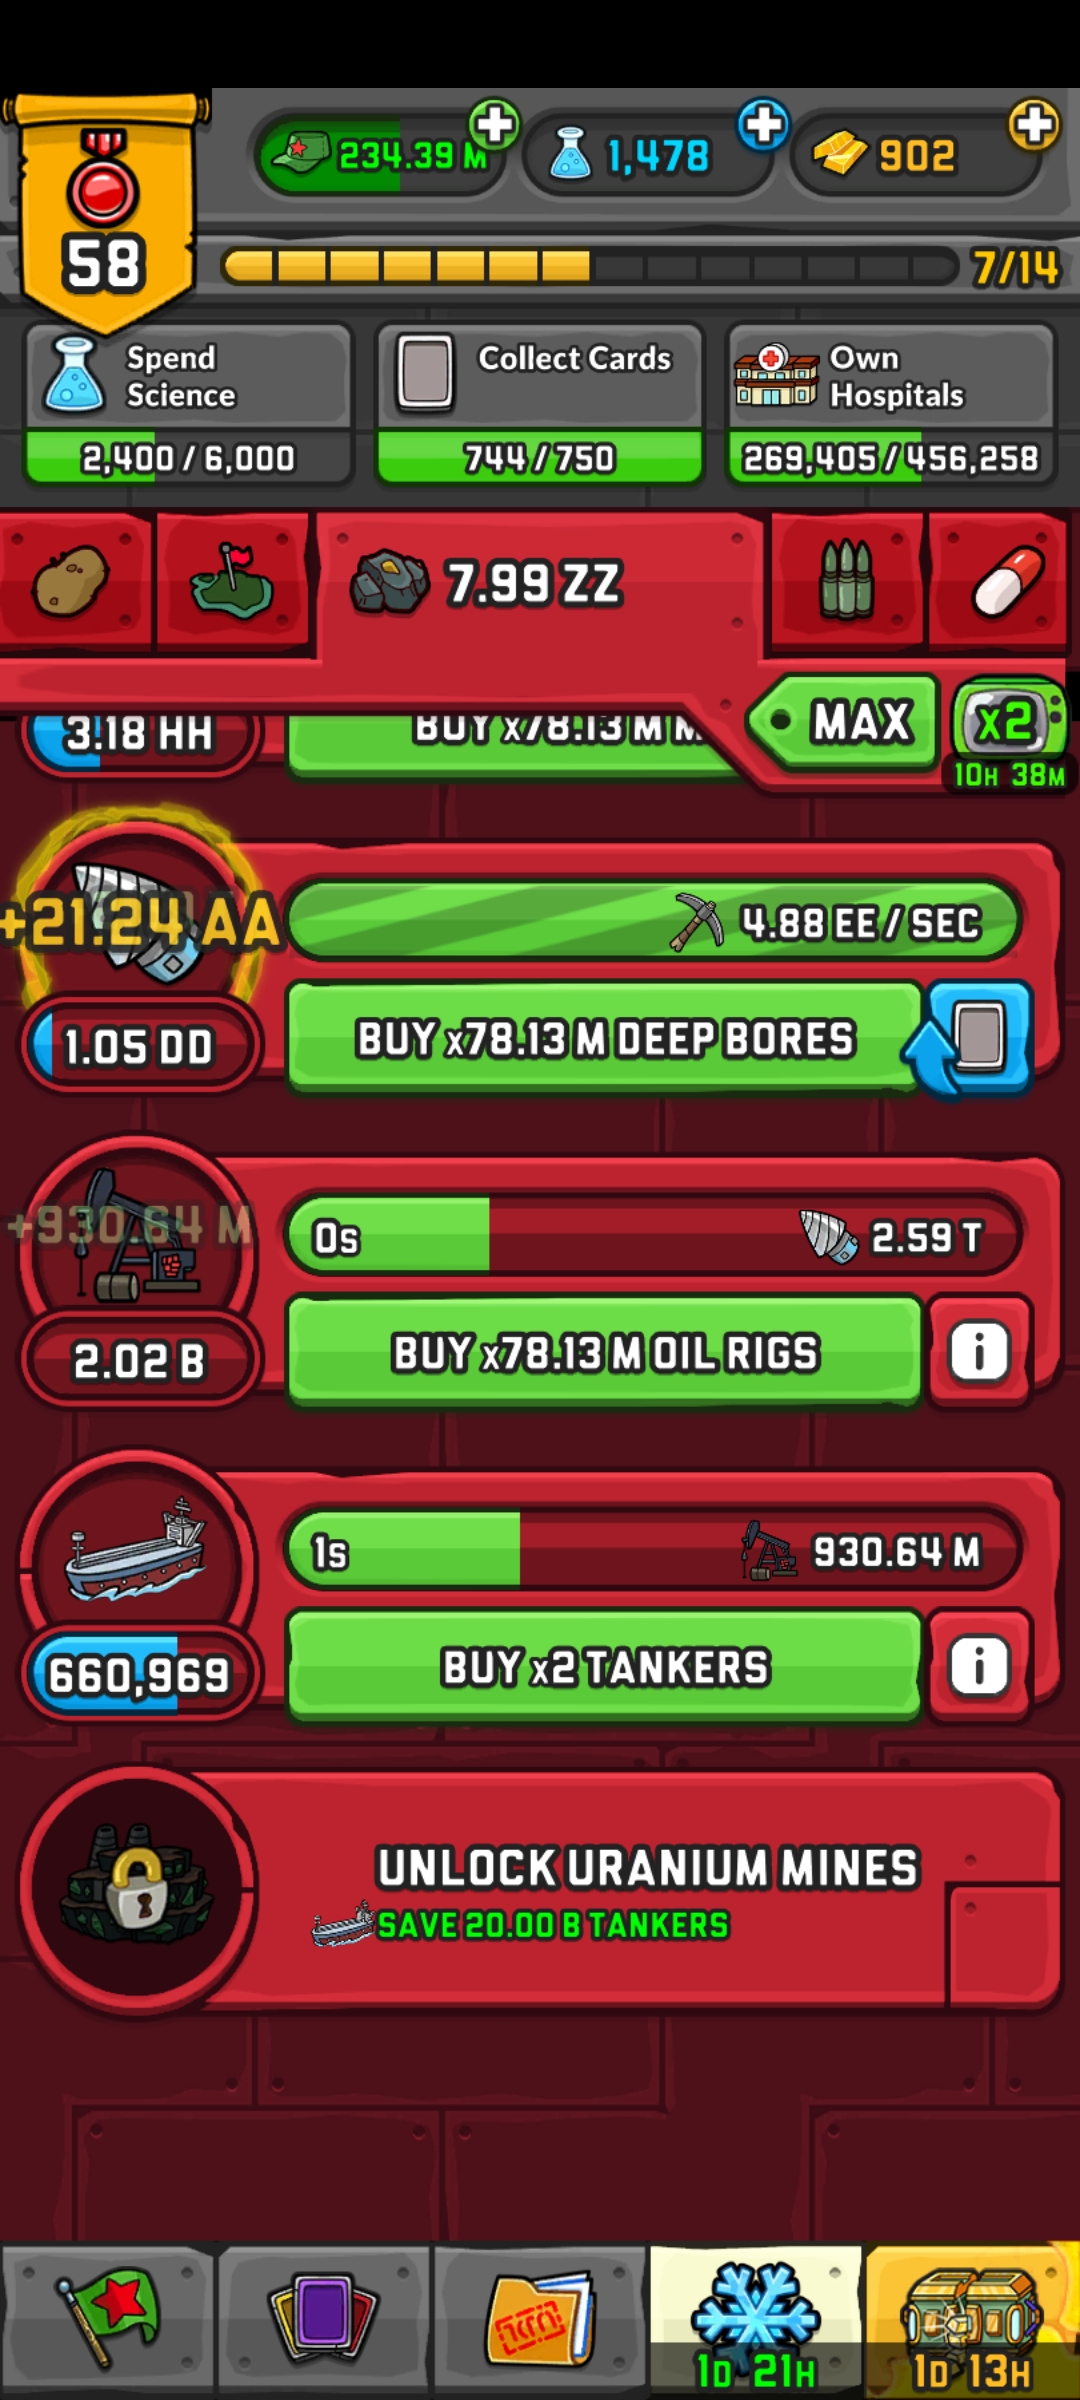 234.39 M
1,478
902
58
7/14
Spend
Science
2,400 / 6,000
Collect Cards
744 / 750
Own
Hospitals
269,405 / 456,258
7.99 ZZ
MAX
x2
10H 38M
3.18 HH
BUY x78.13 M M
+21.24 AA
4.88 EE / SEC
1.05 DD
BUY x78.13 M DEEP BORES
+930.64 M
0s
2.59 T
2.02 B
BUY x78.13 M OIL RIGS
i
1s
930.64 M
660,969
BUY x2 TANKERS
i
UNLOCK URANIUM MINES
SAVE 20.00 B TANKERS
1D 21H
1D 13H